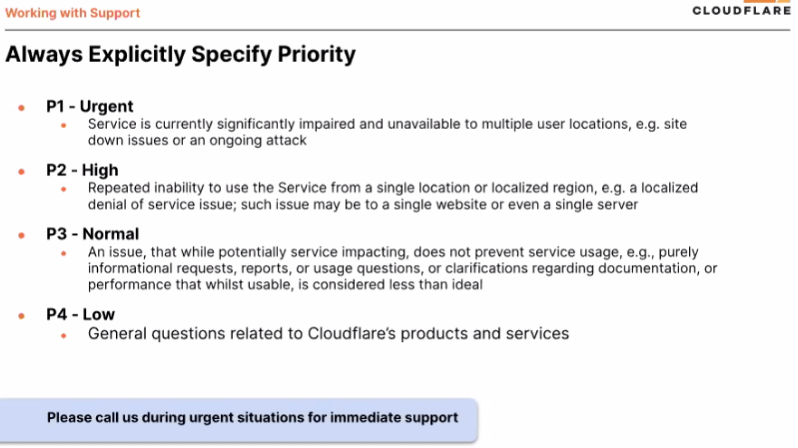 Working with Support
CLOUDFLARE
Always Explicitly Specify Priority
P1 - Urgent
Service is currently significantly impaired and unavailable to multiple user locations, e.g. site
down issues or an ongoing attack
P2 - High
Repeated inability to use the Service from a single location or localized region, e.g. a localized
denial of service issue; such issue may be to a single website or even a single server
P3 - Normal
An issue, that while potentially service impacting, does not prevent service usage, e.g., purely
informational requests, reports, or usage questions, or clarifications regarding documentation, or
performance that whilst usable, is considered less than ideal
P4 - Low
General questions related to Cloudflare's products and services
Please call us during urgent situations for immediate support